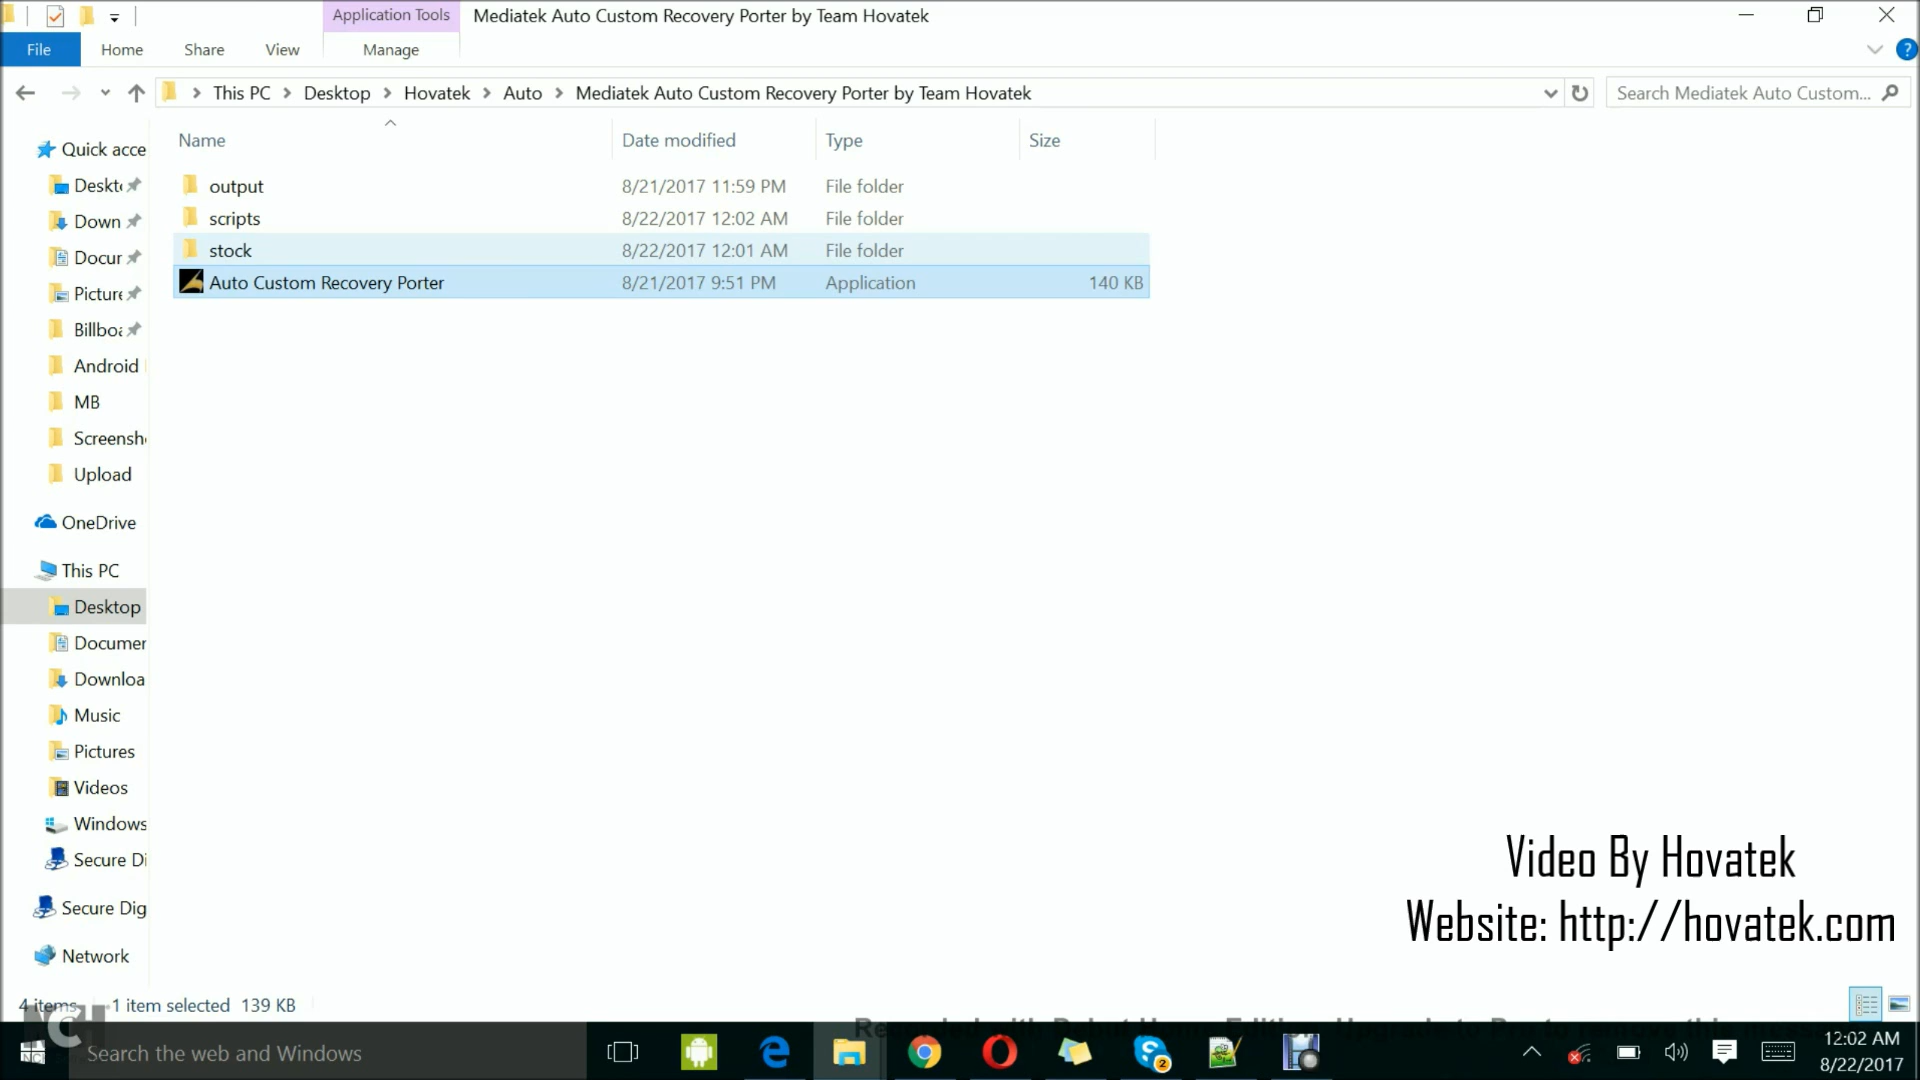 Application Tools
Mediatek Auto Custom Recovery Porter by Team Hovatek
File
Home
Share
View
Manage
This PC
Desktop
Hovatek
Auto
Mediatek Auto Custom Recovery Porter by Team Hovatek
Search Mediatek Auto Custom...
Name
Date modified
Type
Size
output
8/21/2017 11:59 PM
File folder
scripts
8/22/2017 12:02 AM
File folder
stock
8/22/2017 12:01 AM
File folder
Auto Custom Recovery Porter
8/21/2017 9:51 PM
Application
140 KB
Quick acce
Deskt
Down
Docur
Picture
Billboa
Android
MB
Screensh
Upload
OneDrive
This PC
Desktop
Documer
Downloa
Music
Pictures
Videos
Windows
Secure Di
Secure Dig
Network
Video By Hovatek
Website: http://hovatek.com
4 items
1 item selected 139 KB
NCH
Search the web and Windows
2
12:02 AM
8/22/2017